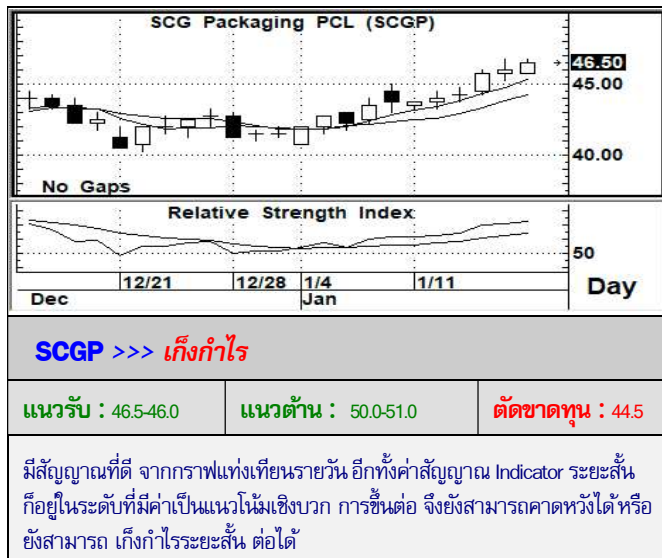 SCG Packaging PCL (SCGP)
46.50
45.00
40.00
No Gaps
Relative Strength Index
50
12/21 12/28 1/4 1/11
Dec Jan
Day
SCGP >>> เก็งกำไร
แนวรับ : 46.5-46.0 แนวต้าน : 50.0-51.0 ตัดขาดทุน : 44.5
มีสัญญาณที่ดี จากกราฟแท่งเทียนรายวัน อีกทั้งค่าสัญญาณ Indicator ระยะสั้น
ก็อยู่ในระดับที่มีค่าเป็นแนวโน้มเชิงบวก การขึ้นต่อ จึงยังสามารถคาดหวังได้หรือ
ยังสามารถ เก็งกำไรระยะสั้น ต่อได้